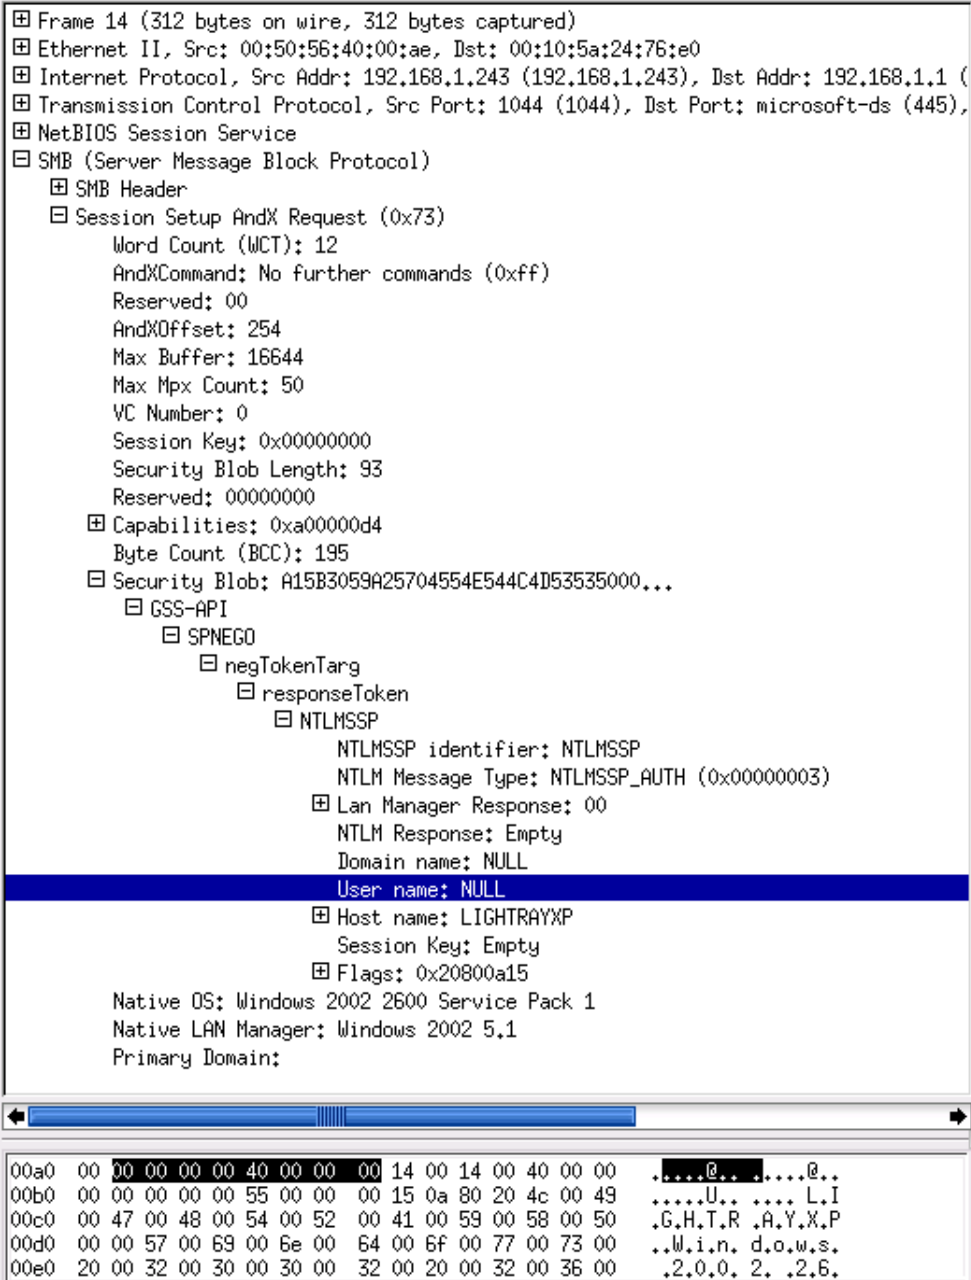 Frame 14 (312 bytes on wire, 312 bytes captured)
Ethernet II, Src: 00:50:56:40:00:ae, Dst: 00:10:5a:24:76:e0
Internet Protocol, Src Addr: 192.168.1.243 (192.168.1.243), Dst Addr: 192.168.1.1 (
Transmission Control Protocol, Src Port: 1044 (1044), Dst Port: microsoft-ds (445),
NetBIOS Session Service
SMB (Server Message Block Protocol)
SMB Header
Session Setup AndX Request (0x73)
Word Count (WCT): 12
AndXCommand: No further commands (0xff)
Reserved: 00
AndXOffset: 254
Max Buffer: 16644
Max Mpx Count: 50
VC Number: 0
Session Key: 0x00000000
Security Blob Length: 93
Reserved: 00000000
Capabilities: 0xa00000d4
Byte Count (BCC): 195
Security Blob: A15B3059A25704554E544C4D53535000...
GSS-API
SPNEGO
negTokenTarg
responseToken
NTLMSSP
NTLMSSP identifier: NTLMSSP
NTLM Message Type: NTLMSSP_AUTH (0x00000003)
Lan Manager Response: 00
NTLM Response: Empty
Domain name: NULL
User name: NULL
Host name: LIGHTRAYXP
Session Key: Empty
Flags: 0x20800a15
Native OS: Windows 2002 2600 Service Pack 1
Native LAN Manager: Windows 2002 5.1
Primary Domain:
00a0 00 00 00 00 00 40 00 00 00 14 00 14 00 40 00 00 .....@.. .....@..
00b0 00 00 00 00 00 55 00 00 00 15 0a 80 20 4c 00 49 .....U.. .... L.I
00c0 00 47 00 48 00 54 00 52 00 41 00 59 00 58 00 50 .G.H.T.R .A.Y.X.P
00d0 00 00 57 00 69 00 6e 00 64 00 6f 00 77 00 73 00 ..W.i.n. d.o.w.s.
00e0 20 00 32 00 30 00 30 00 32 00 20 00 32 00 36 00 .2.0.0. 2. .2.6.